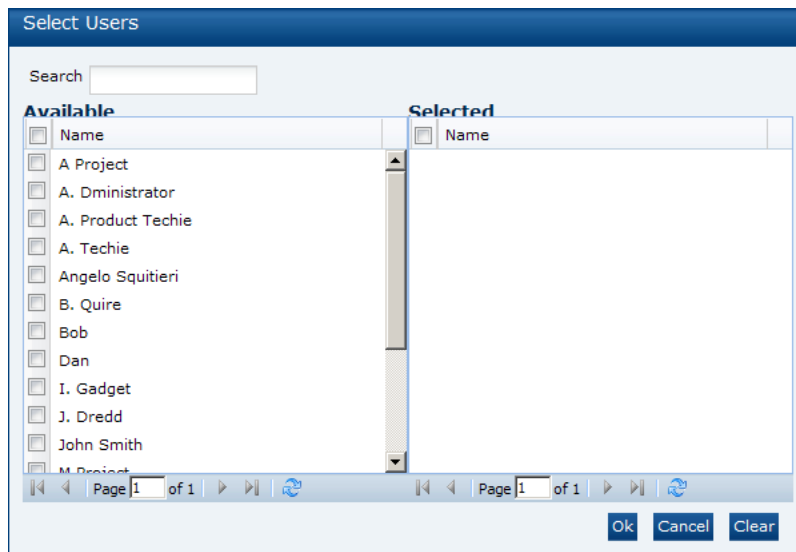 Select Users
Search
Available Selected
Name Name
A Project
A. Dministrator
A. Product Techie
A. Techie
Angelo Squitieri
B. Quire
Bob
Dan
I. Gadget
J. Dredd
John Smith
M Project
Page 1 of 1 Page 1 of 1
Ok Cancel Clear